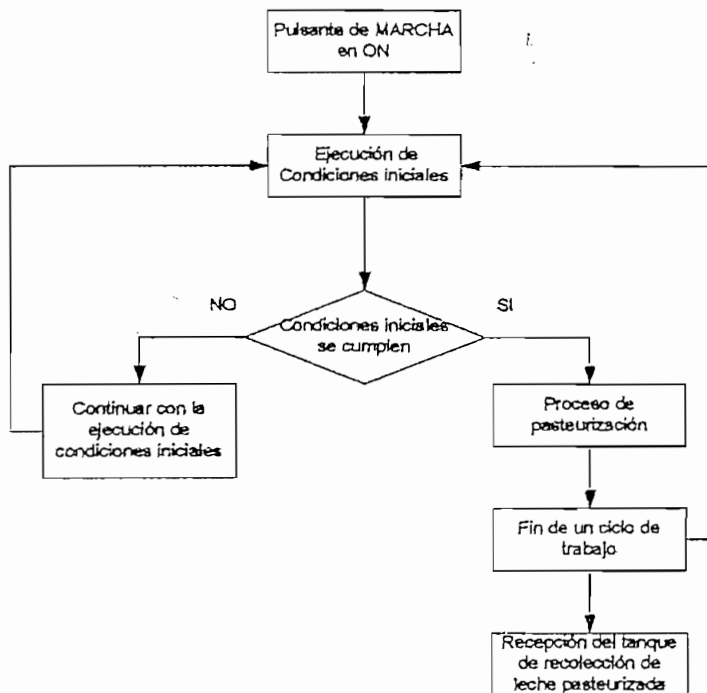 Pulsante de MARCHA
en ON
Ejecución de
Condiciones iniciales
NO
SI
Condiciones iniciales
se cumplen
Continuar con la
ejecución de
condiciones iniciales
Proceso de
pasteurización
Fin de un ciclo de
trabajo
Recepción del tanque
de recolección de
leche pasteurizada